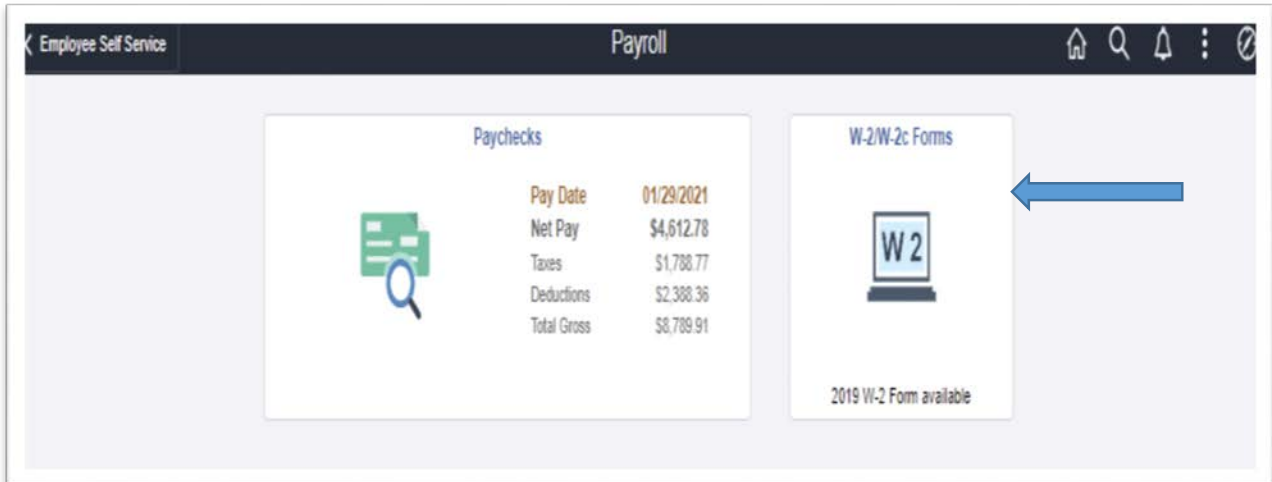 Employee Self Service
Payroll
Paychecks
Pay Date 01/29/2021
Net Pay $4,612.78
Taxes $1,788.77
Deductions $2,388.36
Total Gross $8,789.91
W-2/W-2c Forms
W 2
2019 W-2 Form available